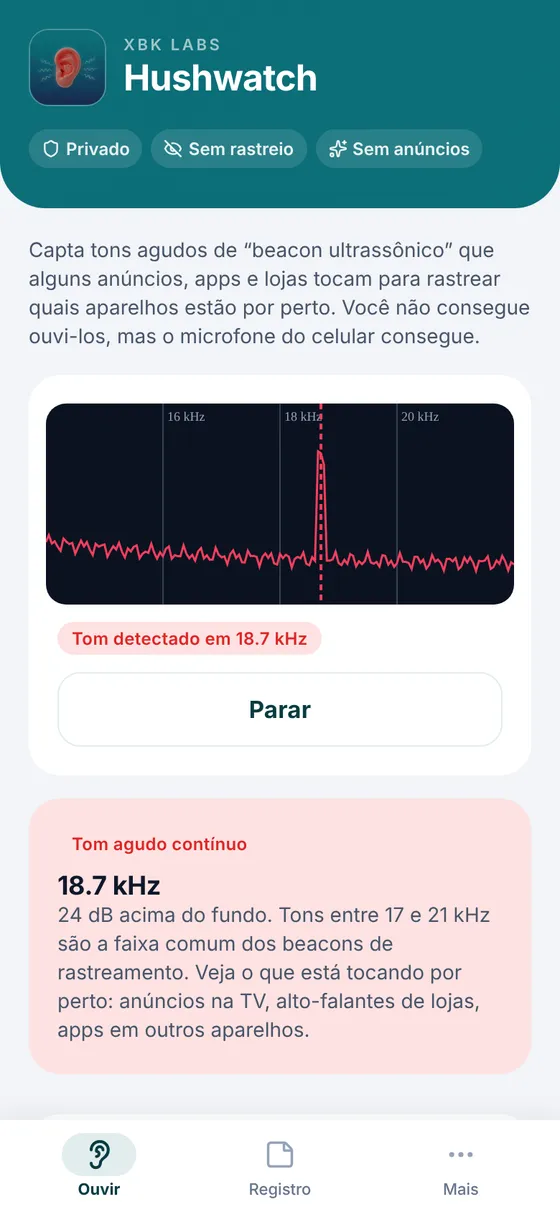 XBK LABS
Hushwatch
Privado
Sem rastreio
Sem anúncios
Capta tons agudos de “beacon ultrassônico” que
alguns anúncios, apps e lojas tocam para rastrear
quais aparelhos estão por perto. Você não consegue
ouvi-los, mas o microfone do celular consegue.
16 kHz
18 kHz
20 kHz
Tom detectado em 18.7 kHz
Parar
Tom agudo contínuo
18.7 kHz
24 dB acima do fundo. Tons entre 17 e 21 kHz
são a faixa comum dos beacons de
rastreamento. Veja o que está tocando por
perto: anúncios na TV, alto-falantes de lojas,
apps em outros aparelhos.
Ouvir
Registro
Mais